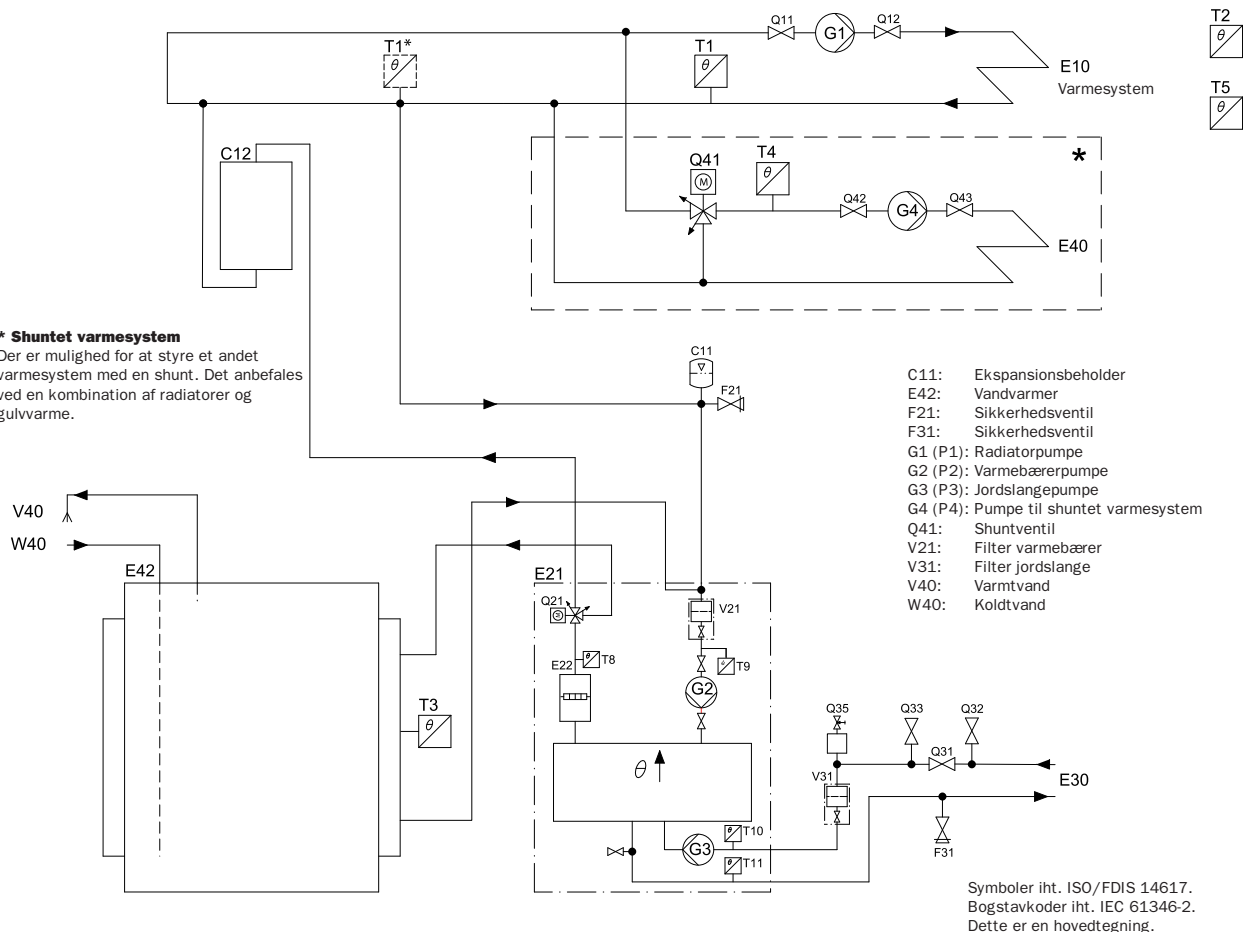 Q11
G1
Q12
T2
θ
T1*
θ
T1
θ
E10
Varmesystem
T5
θ
C12
Q41
M
T4
θ
*
Q42
G4
Q43
E40
* Shuntet varmesystem
Der er mulighed for at styre et andet
varmesystem med en shunt. Det anbefales
ved en kombination af radiatorer og
gulvvarme.
C11
F21
C11: Ekspansionsbeholder
E42: Vandvarmer
F21: Sikkerhedsventil
F31: Sikkerhedsventil
G1 (P1): Radiatorpumpe
G2 (P2): Varmebærerpumpe
G3 (P3): Jordslangepumpe
G4 (P4): Pumpe til shuntet varmesystem
Q41: Shuntventil
V21: Filter varmebærer
V31: Filter jordslange
V40: Varmtvand
W40: Koldtvand
V40
W40
E42
E21
Q21
V21
E22
θ
T8
T9
G2
T3
θ
θ
Q35
Q33
Q32
Q31
V31
E30
G3
θ
T10
θ
T11
F31
Symboler iht. ISO/FDIS 14617.
Bogstavkoder iht. IEC 61346-2.
Dette er en hovedtegning.